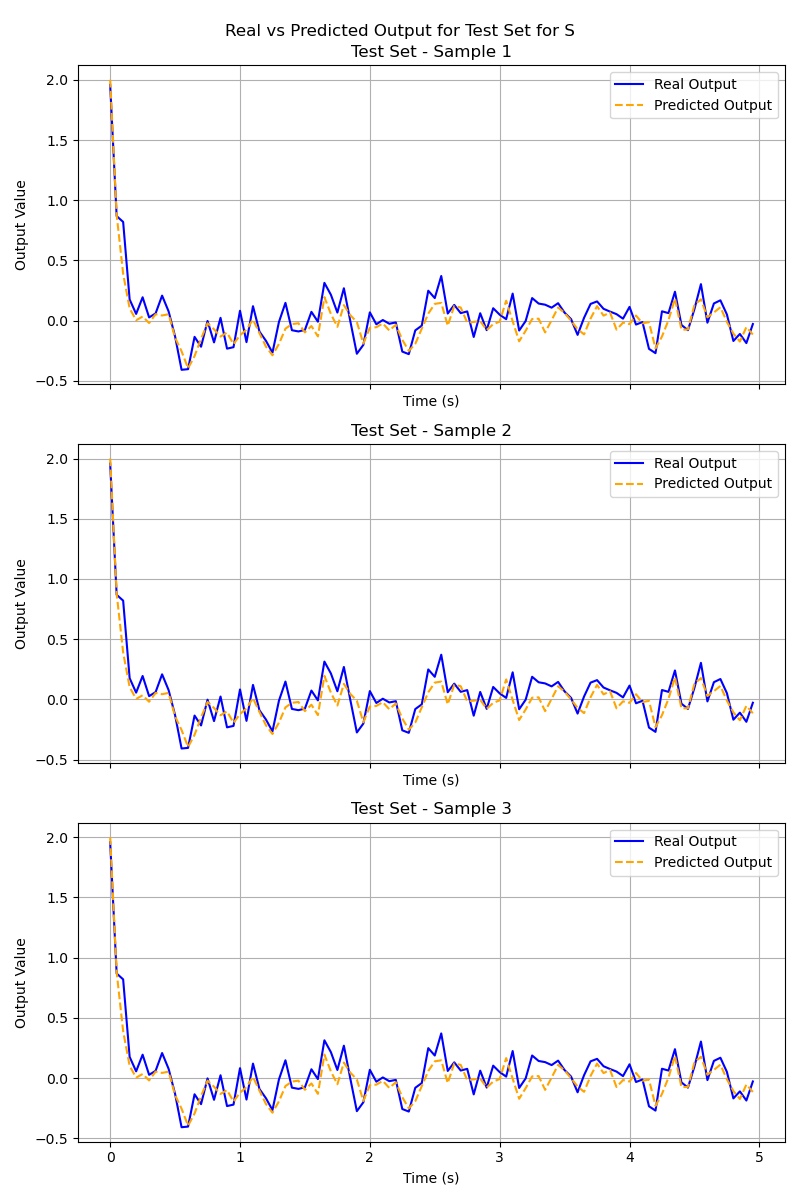 Real vs Predicted Output for Test Set for S
Test Set - Sample 1
Real Output
Predicted Output
2.0
1.5
1.0
0.5
0.0
−0.5
Output Value
Time (s)
Test Set - Sample 2
Real Output
Predicted Output
2.0
1.5
1.0
0.5
0.0
−0.5
Output Value
Time (s)
Test Set - Sample 3
Real Output
Predicted Output
2.0
1.5
1.0
0.5
0.0
−0.5
Output Value
0 1 2 3 4 5
Time (s)